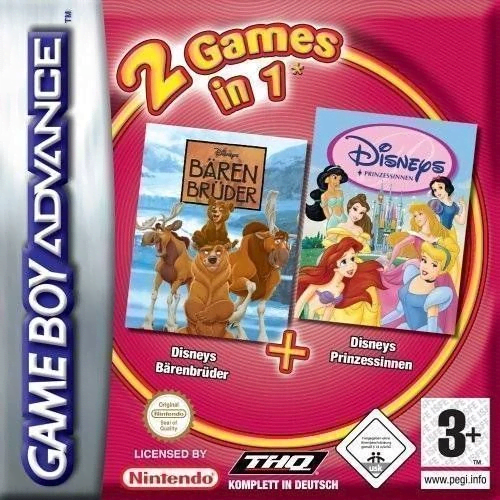 GAME BOY ADVANCE
2 Games
in 1*
Disneys
BÄREN
BRÜDER
DISNEYS
PRINZESSINNEN
Disneys
Bärenbrüder
+
Disneys
Prinzessinnen
Original
Nintendo
Seal of
Quality
LICENSED BY
Nintendo
THQ
KOMPLETT IN DEUTSCH
usk
3+
www.pegi.info